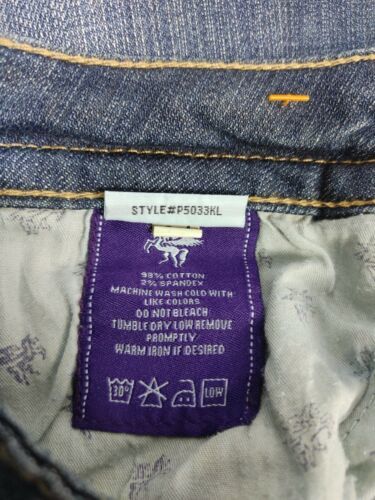 STYLE#P5033KL
98% COTTON
2% SPANDEX
MACHINE WASH COLD WITH
LIKE COLORS
DO NOT BLEACH
TUMBLE DRY LOW REMOVE
PROMPTLY
WARM IRON IF DESIRED
30° LOW